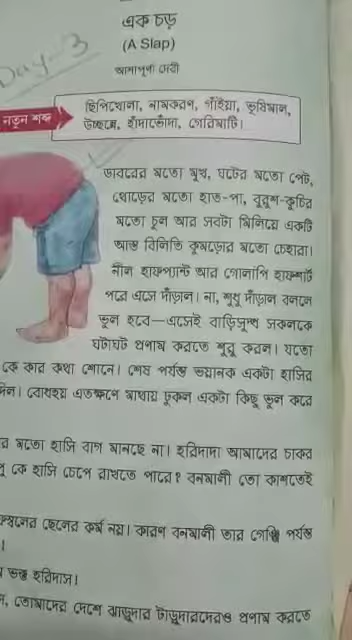 Day-3
এক চড়
(A Slap)
আশাপূর্ণা দেবী
নতুন শব্দ
ছিপিখোলা, নামকরণ, গাঁইয়া, ভূষিমাল,
উচ্ছন্নে, হাঁদাভোঁদা, গেরিমাটি।
ডাবরের মতো মুখ, ঘটের মতো পেট,
থোড়ের মতো হাত-পা, বুরুশ-কুচির
মতো চুল আর সবটা মিলিয়ে একটি
আস্ত বিলিতি কুমড়োর মতো চেহারা।
নীল হাফপ্যান্ট আর গোলাপি হাফশার্ট
পরে এসে দাঁড়াল। না, শুধু দাঁড়াল বললে
ভুল হবে—এসেই বাড়িসুদ্ধ সকলকে
ঘটাঘট প্রণাম করতে শুরু করল। যতো
কে কার কথা শোনে। শেষ পর্যন্ত ভয়ানক একটা হাসির
দিল। বোধহয় এতক্ষণে মাথায় ঢুকল একটা কিছু ভুল করে
র মতো হাসি বাগ মানছে না। হরিদাদা আমাদের চাকর
কে হাসি চেপে রাখতে পারে? বনমালী তো কাশতেই
ছেলের কর্ম নয়। কারণ বনমালী তার গেঞ্জি পর্যন্ত
।
ভক্ত হরিদাস।
তোমাদের দেশে ঝাড়ুদার টাড়ুদারদেরও প্রণাম করতে